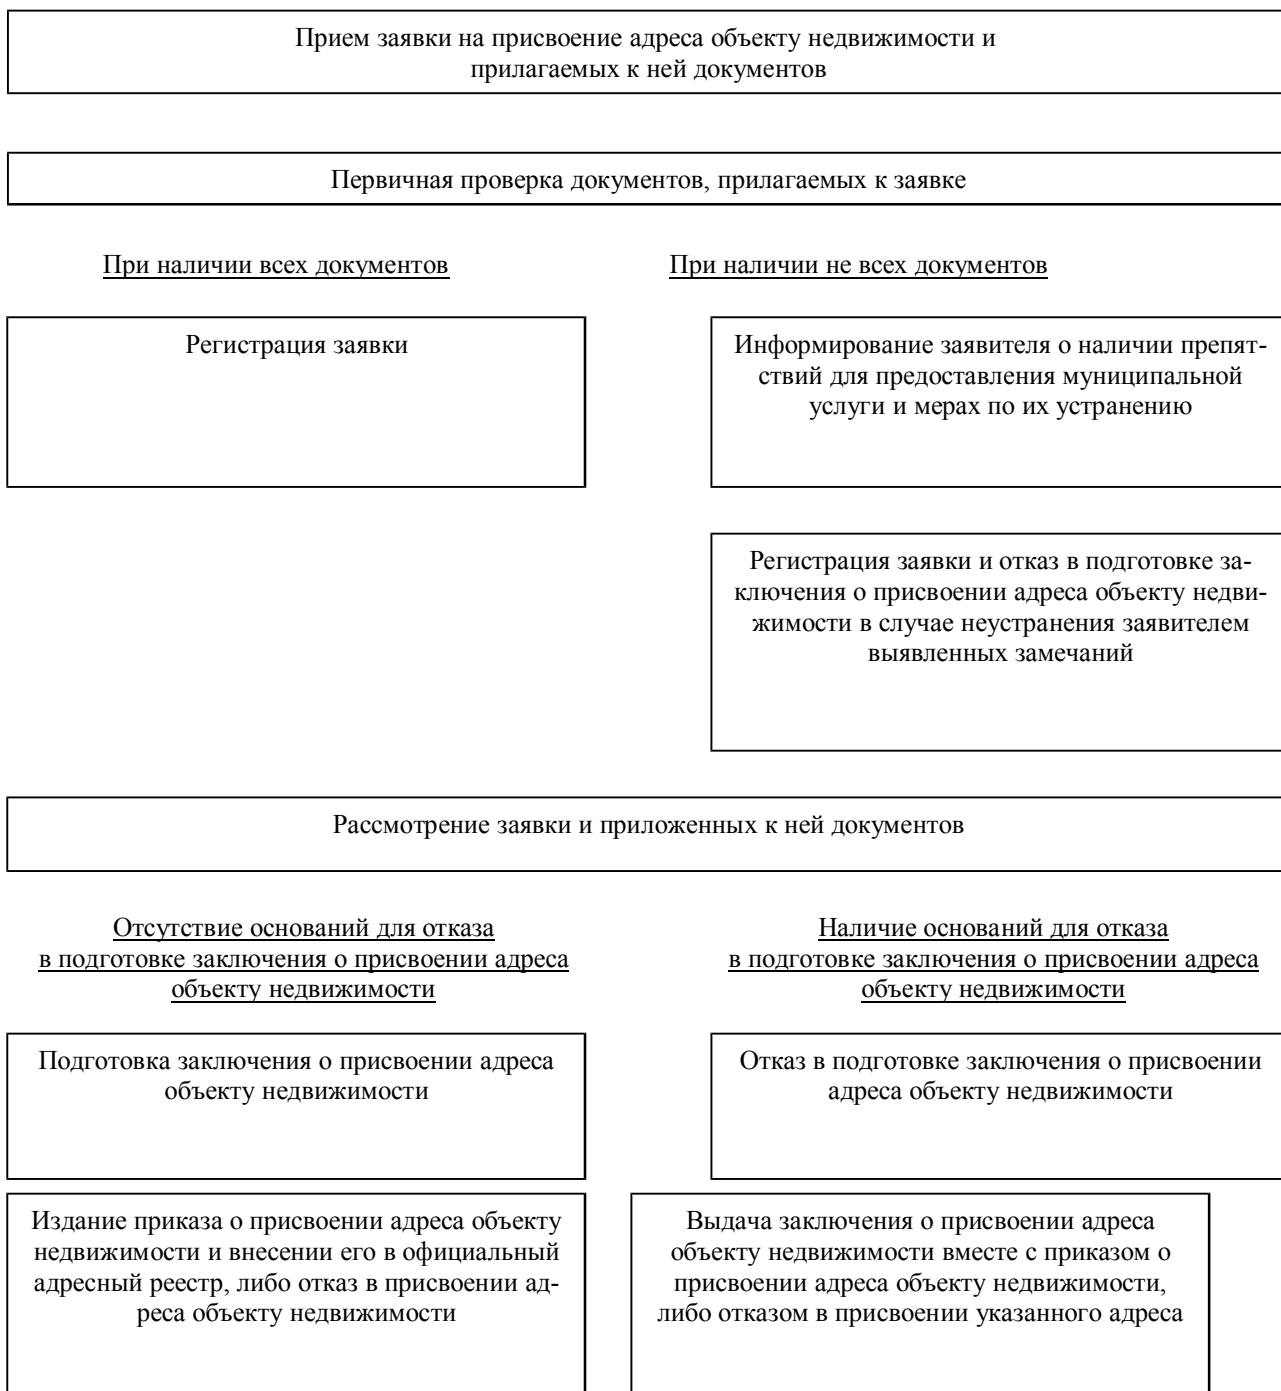 Прием заявки на присвоение адреса объекту недвижимости и
прилагаемых к ней документов
Первичная проверка документов, прилагаемых к заявке
При наличии всех документов
При наличии не всех документов
Регистрация заявки
Информирование заявителя о наличии препят-
ствий для предоставления муниципальной
услуги и мерах по их устранению
Регистрация заявки и отказ в подготовке за-
ключения о присвоении адреса объекту недви-
жимости в случае неустранения заявителем
выявленных замечаний
Рассмотрение заявки и приложенных к ней документов
Отсутствие оснований для отказа
в подготовке заключения о присвоении адреса
объекту недвижимости
Наличие оснований для отказа
в подготовке заключения о присвоении адреса
объекту недвижимости
Подготовка заключения о присвоении адреса
объекту недвижимости
Отказ в подготовке заключения о присвоении
адреса объекту недвижимости
Издание приказа о присвоении адреса объекту
недвижимости и внесении его в официальный
адресный реестр, либо отказ в присвоении ад-
реса объекту недвижимости
Выдача заключения о присвоении адреса
объекту недвижимости вместе с приказом о
присвоении адреса объекту недвижимости,
либо отказом в присвоении указанного адреса